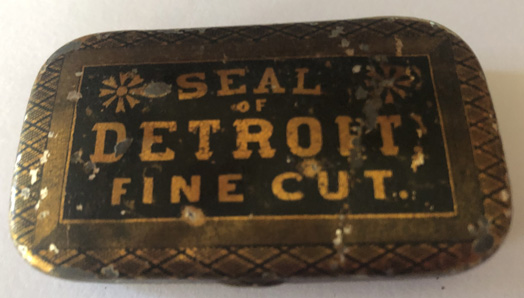 SEAL
OF
DETROIT
FINE CUT.